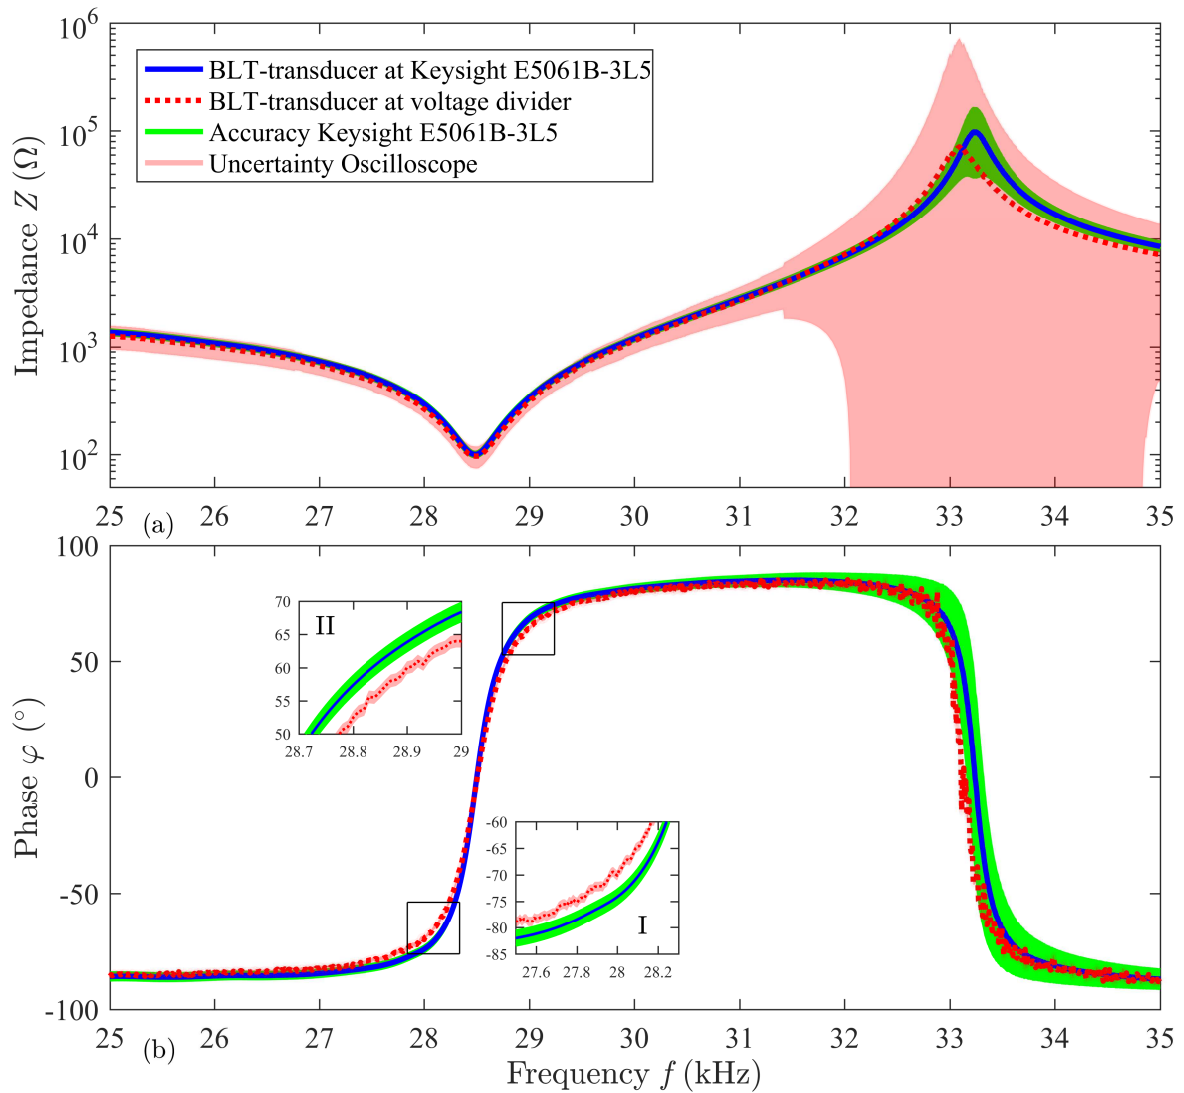 10^6
10^5
10^4
10^3
10^2
Impedance Z (Ω)
BLT-transducer at Keysight E5061B-3L5
BLT-transducer at voltage divider
Accuracy Keysight E5061B-3L5
Uncertainty Oscilloscope
25 26 27 28 29 30 31 32 33 34 35
(a)
100
50
0
-50
-100
Phase φ (°)
70
65
60
55
50
II
28.7 28.8 28.9 29
-60
-65
-70
-75
-80
-85
I
27.6 27.8 28 28.2
25 26 27 28 29 30 31 32 33 34 35
(b)
Frequency f (kHz)